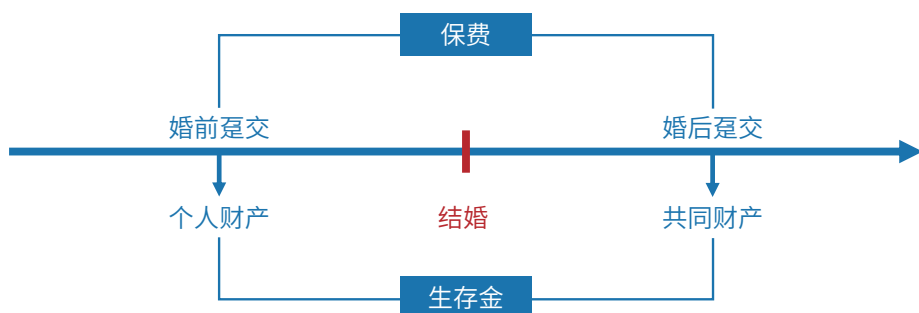 保费
婚前趸交
婚后趸交
个人财产
结婚
共同财产
生存金